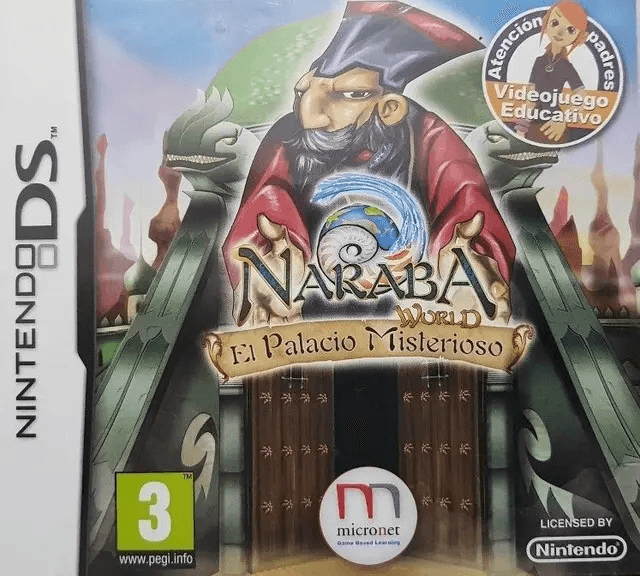 NINTENDO DS™
Atención padres
Videojuego
Educativo
NARABA
WORLD
El Palacio Misterioso
3
™
www.pegi.info
micronet
Game Based Learning
LICENSED BY
Nintendo®